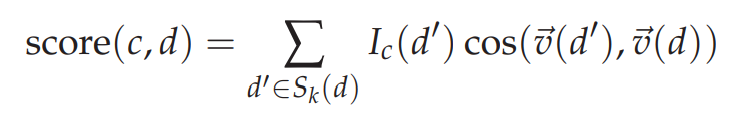 score(c, d) = ∑_{d′∈S_k(d)} I_c(d′) cos(v⃗(d′), v⃗(d))